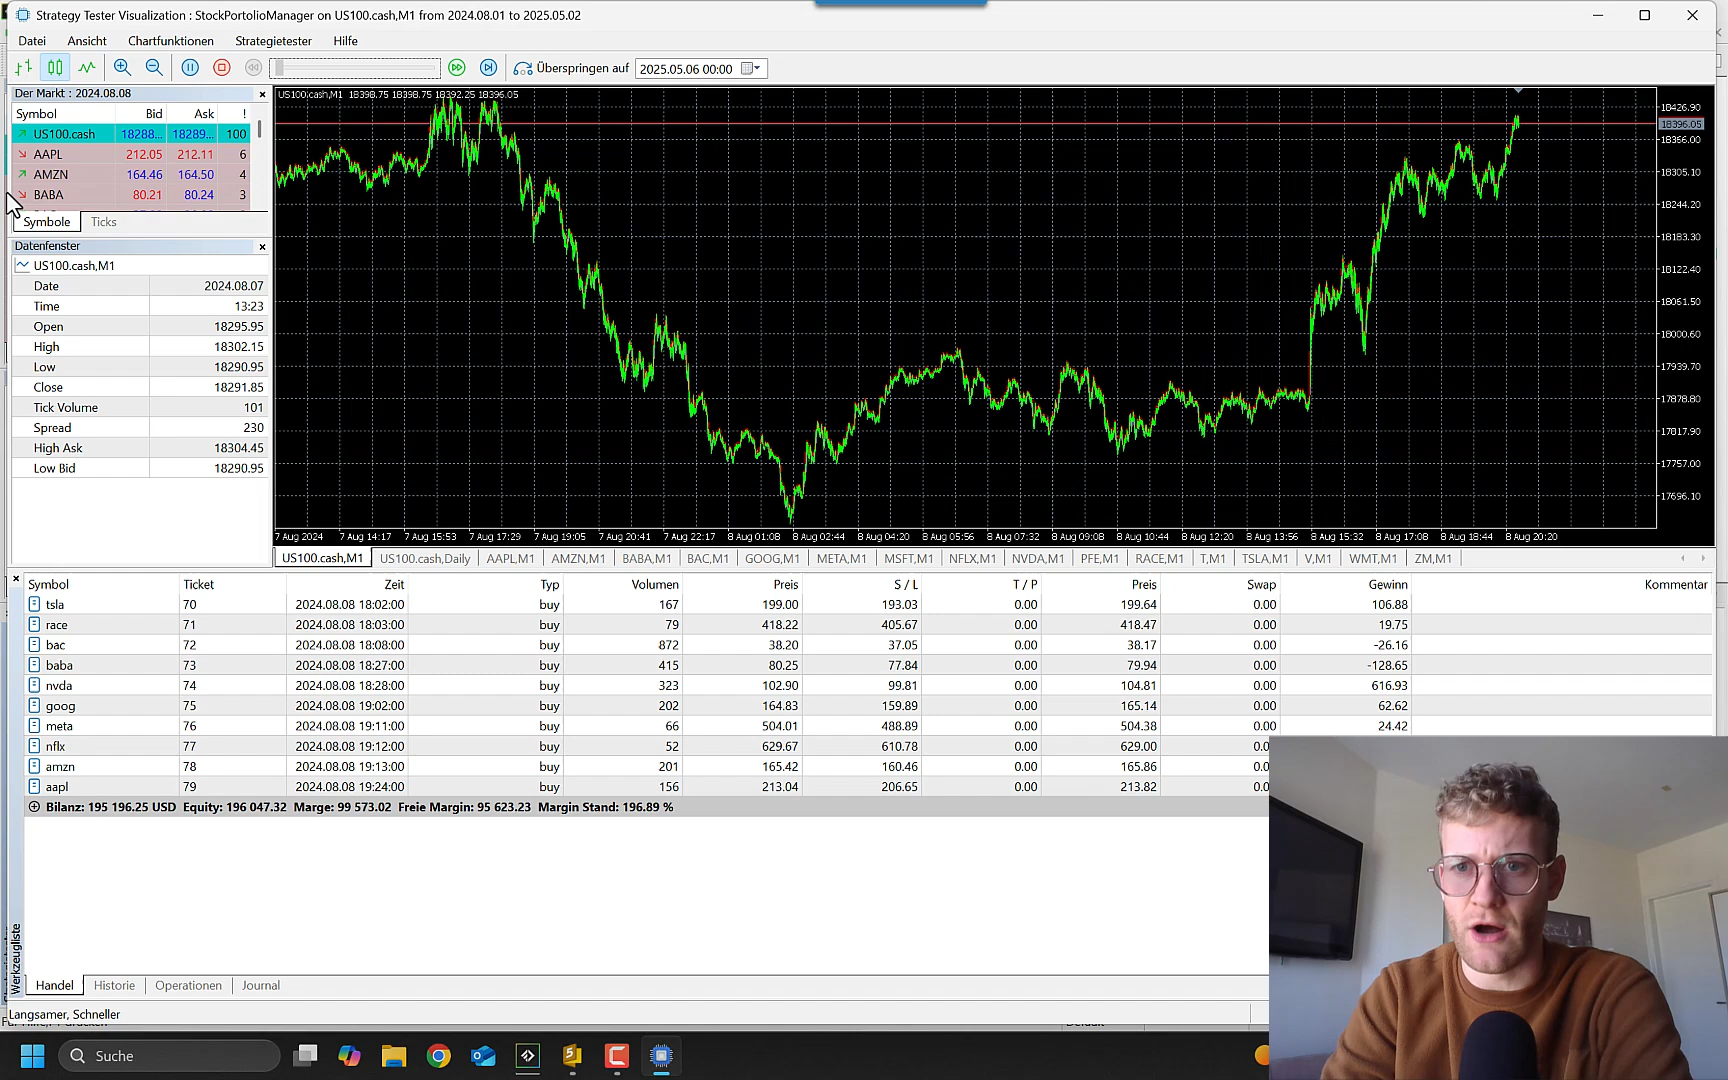 Strategy Tester Visualization : StockPortolioManager on US100.cash,M1 from 2024.08.01 to 2025.05.02
Datei Ansicht Chartfunktionen Strategietester Hilfe
Überspringen auf 2025.05.06 00:00
Der Markt : 2024.08.08
Symbol Bid Ask !
US100.cash 18288... 18289... 100
AAPL 212.05 212.11 6
AMZN 164.46 164.50 4
BABA 80.21 80.24 3
Symbole Ticks
Datenfenster
US100.cash,M1
Date 2024.08.07
Time 13:23
Open 18295.95
High 18302.15
Low 18290.95
Close 18291.85
Tick Volume 101
Spread 230
High Ask 18304.45
Low Bid 18290.95
US100.cash,M1 18398.75 18398.75 18392.25 18396.05
18426.90
18396.05
18366.00
18305.10
18244.20
18183.30
18122.40
18061.50
18000.60
17939.70
17878.80
17817.90
17757.00
17696.10
7 Aug 2024 7 Aug 14:17 7 Aug 15:53 7 Aug 17:29 7 Aug 19:05 7 Aug 20:41 7 Aug 22:17 8 Aug 01:08 8 Aug 02:44 8 Aug 04:20 8 Aug 05:56 8 Aug 07:32 8 Aug 09:08 8 Aug 10:44 8 Aug 12:20 8 Aug 13:56 8 Aug 15:32 8 Aug 17:08 8 Aug 18:44 8 Aug 20:20
US100.cash,M1 US100.cash,Daily AAPL,M1 AMZN,M1 BABA,M1 BAC,M1 GOOG,M1 META,M1 MSFT,M1 NFLX,M1 NVDA,M1 PFE,M1 RACE,M1 T,M1 TSLA,M1 V,M1 WMT,M1 ZM,M1
Symbol Ticket Zeit Typ Volumen Preis S / L T / P Preis Swap Gewinn Kommentar
tsla 70 2024.08.08 18:02:00 buy 167 199.00 193.03 0.00 199.64 0.00 106.88
race 71 2024.08.08 18:03:00 buy 79 418.22 405.67 0.00 418.47 0.00 19.75
bac 72 2024.08.08 18:08:00 buy 872 38.20 37.05 0.00 38.17 0.00 -26.16
baba 73 2024.08.08 18:27:00 buy 415 80.25 77.84 0.00 79.94 0.00 -128.65
nvda 74 2024.08.08 18:28:00 buy 323 102.90 99.81 0.00 104.81 0.00 616.93
goog 75 2024.08.08 19:02:00 buy 202 164.83 159.89 0.00 165.14 0.00 62.62
meta 76 2024.08.08 19:11:00 buy 66 504.01 488.89 0.00 504.38 0.00 24.42
nflx 77 2024.08.08 19:12:00 buy 52 629.67 610.78 0.00 629.00 0.0
amzn 78 2024.08.08 19:13:00 buy 201 165.42 160.46 0.00 165.86 0.0
aapl 79 2024.08.08 19:24:00 buy 156 213.04 206.65 0.00 213.82 0.0
Bilanz: 195 196.25 USD Equity: 196 047.32 Marge: 99 573.02 Freie Margin: 95 623.23 Margin Stand: 196.89 %
Werkzeugliste
Handel Historie Operationen Journal
Langsamer, Schneller
Suche